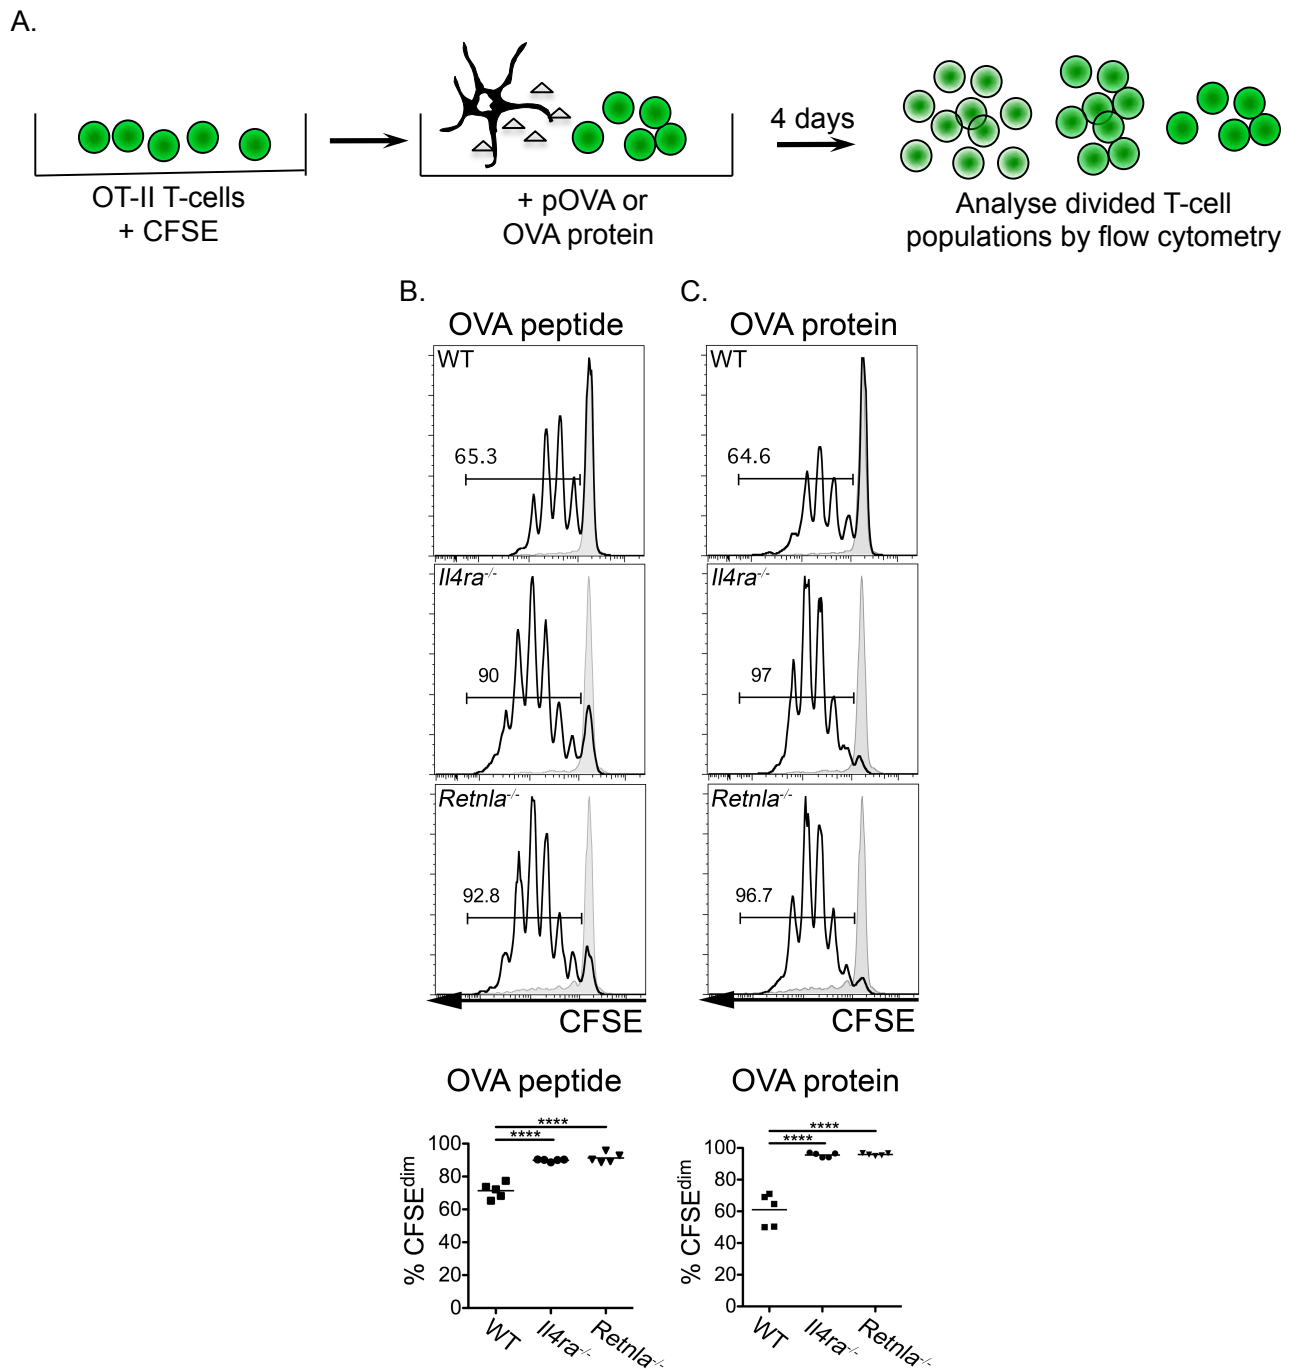 A.
4 days
OT-II T-cells
+ CFSE
+ pOVA or
OVA protein
Analyse divided T-cell
populations by flow cytometry
B.
OVA peptide
WT
65.3
Il4ra-/-
90
Retnla-/-
92.8
CFSE
C.
OVA protein
WT
64.6
Il4ra-/-
97
Retnla-/-
96.7
CFSE
OVA peptide
****
****
100
80
60
40
20
0
% CFSEdim
WT
Il4ra-/-
Retnla-/-
OVA protein
****
****
100
80
60
40
20
0
% CFSEdim
WT
Il4ra-/-
Retnla-/-